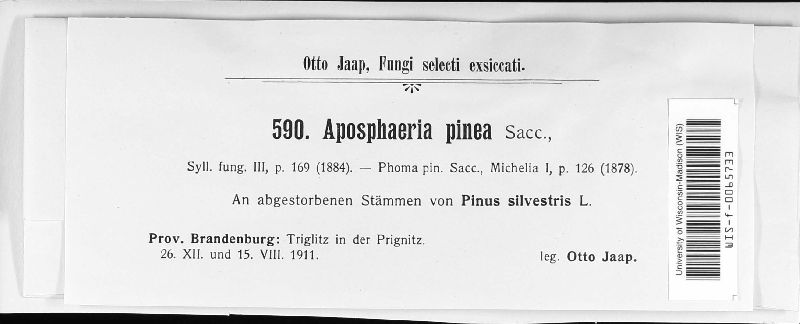 Otto Jaap, Fungi selecti exsiccati.
590. Aposphaeria pinea Sacc.,
Syll. fung. III, p. 169 (1884). — Phoma pin. Sacc., Michelia I, p. 126 (1878).
An abgestorbenen Stämmen von Pinus silvestris L.
Prov. Brandenburg: Triglitz in der Prignitz.
26. XII. und 15. VIII. 1911.
leg. Otto Jaap.
University of Wisconsin-Madison (WIS)
WIS-f-0065733